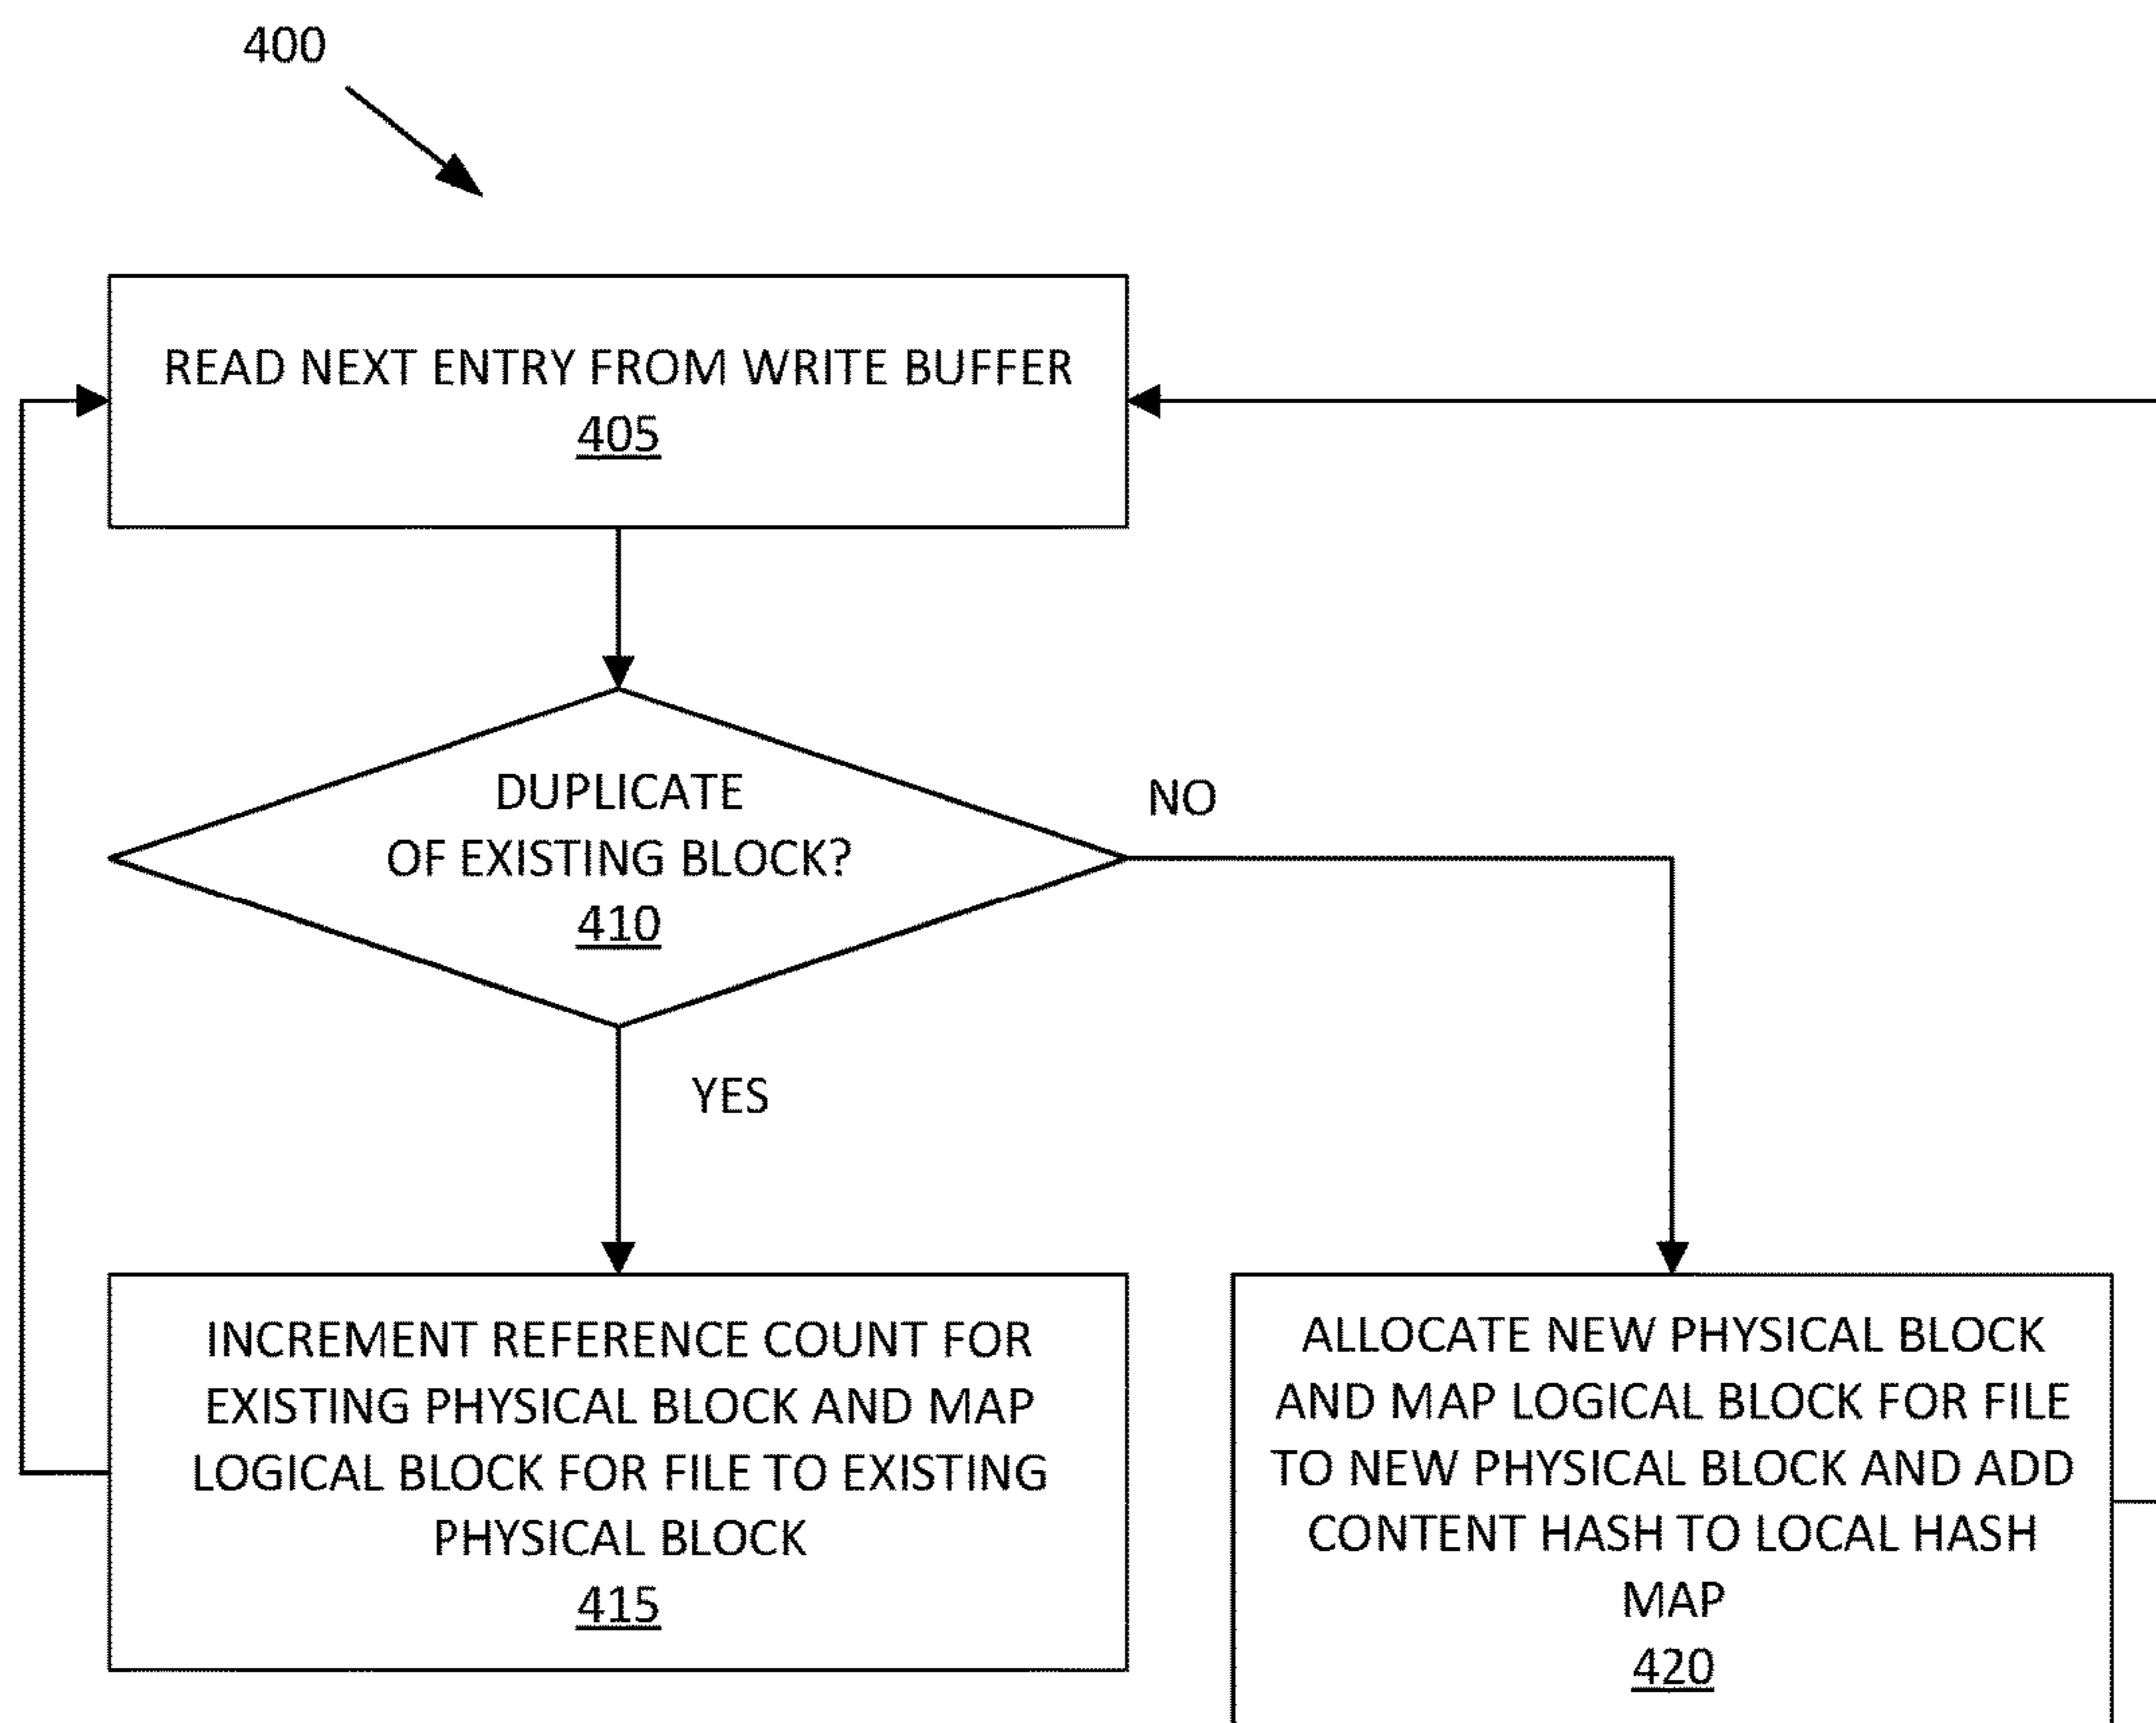 400
READ NEXT ENTRY FROM WRITE BUFFER
405
DUPLICATE
OF EXISTING BLOCK?
410
NO
YES
INCREMENT REFERENCE COUNT FOR
EXISTING PHYSICAL BLOCK AND MAP
LOGICAL BLOCK FOR FILE TO EXISTING
PHYSICAL BLOCK
415
ALLOCATE NEW PHYSICAL BLOCK
AND MAP LOGICAL BLOCK FOR FILE
TO NEW PHYSICAL BLOCK AND ADD
CONTENT HASH TO LOCAL HASH
MAP
420